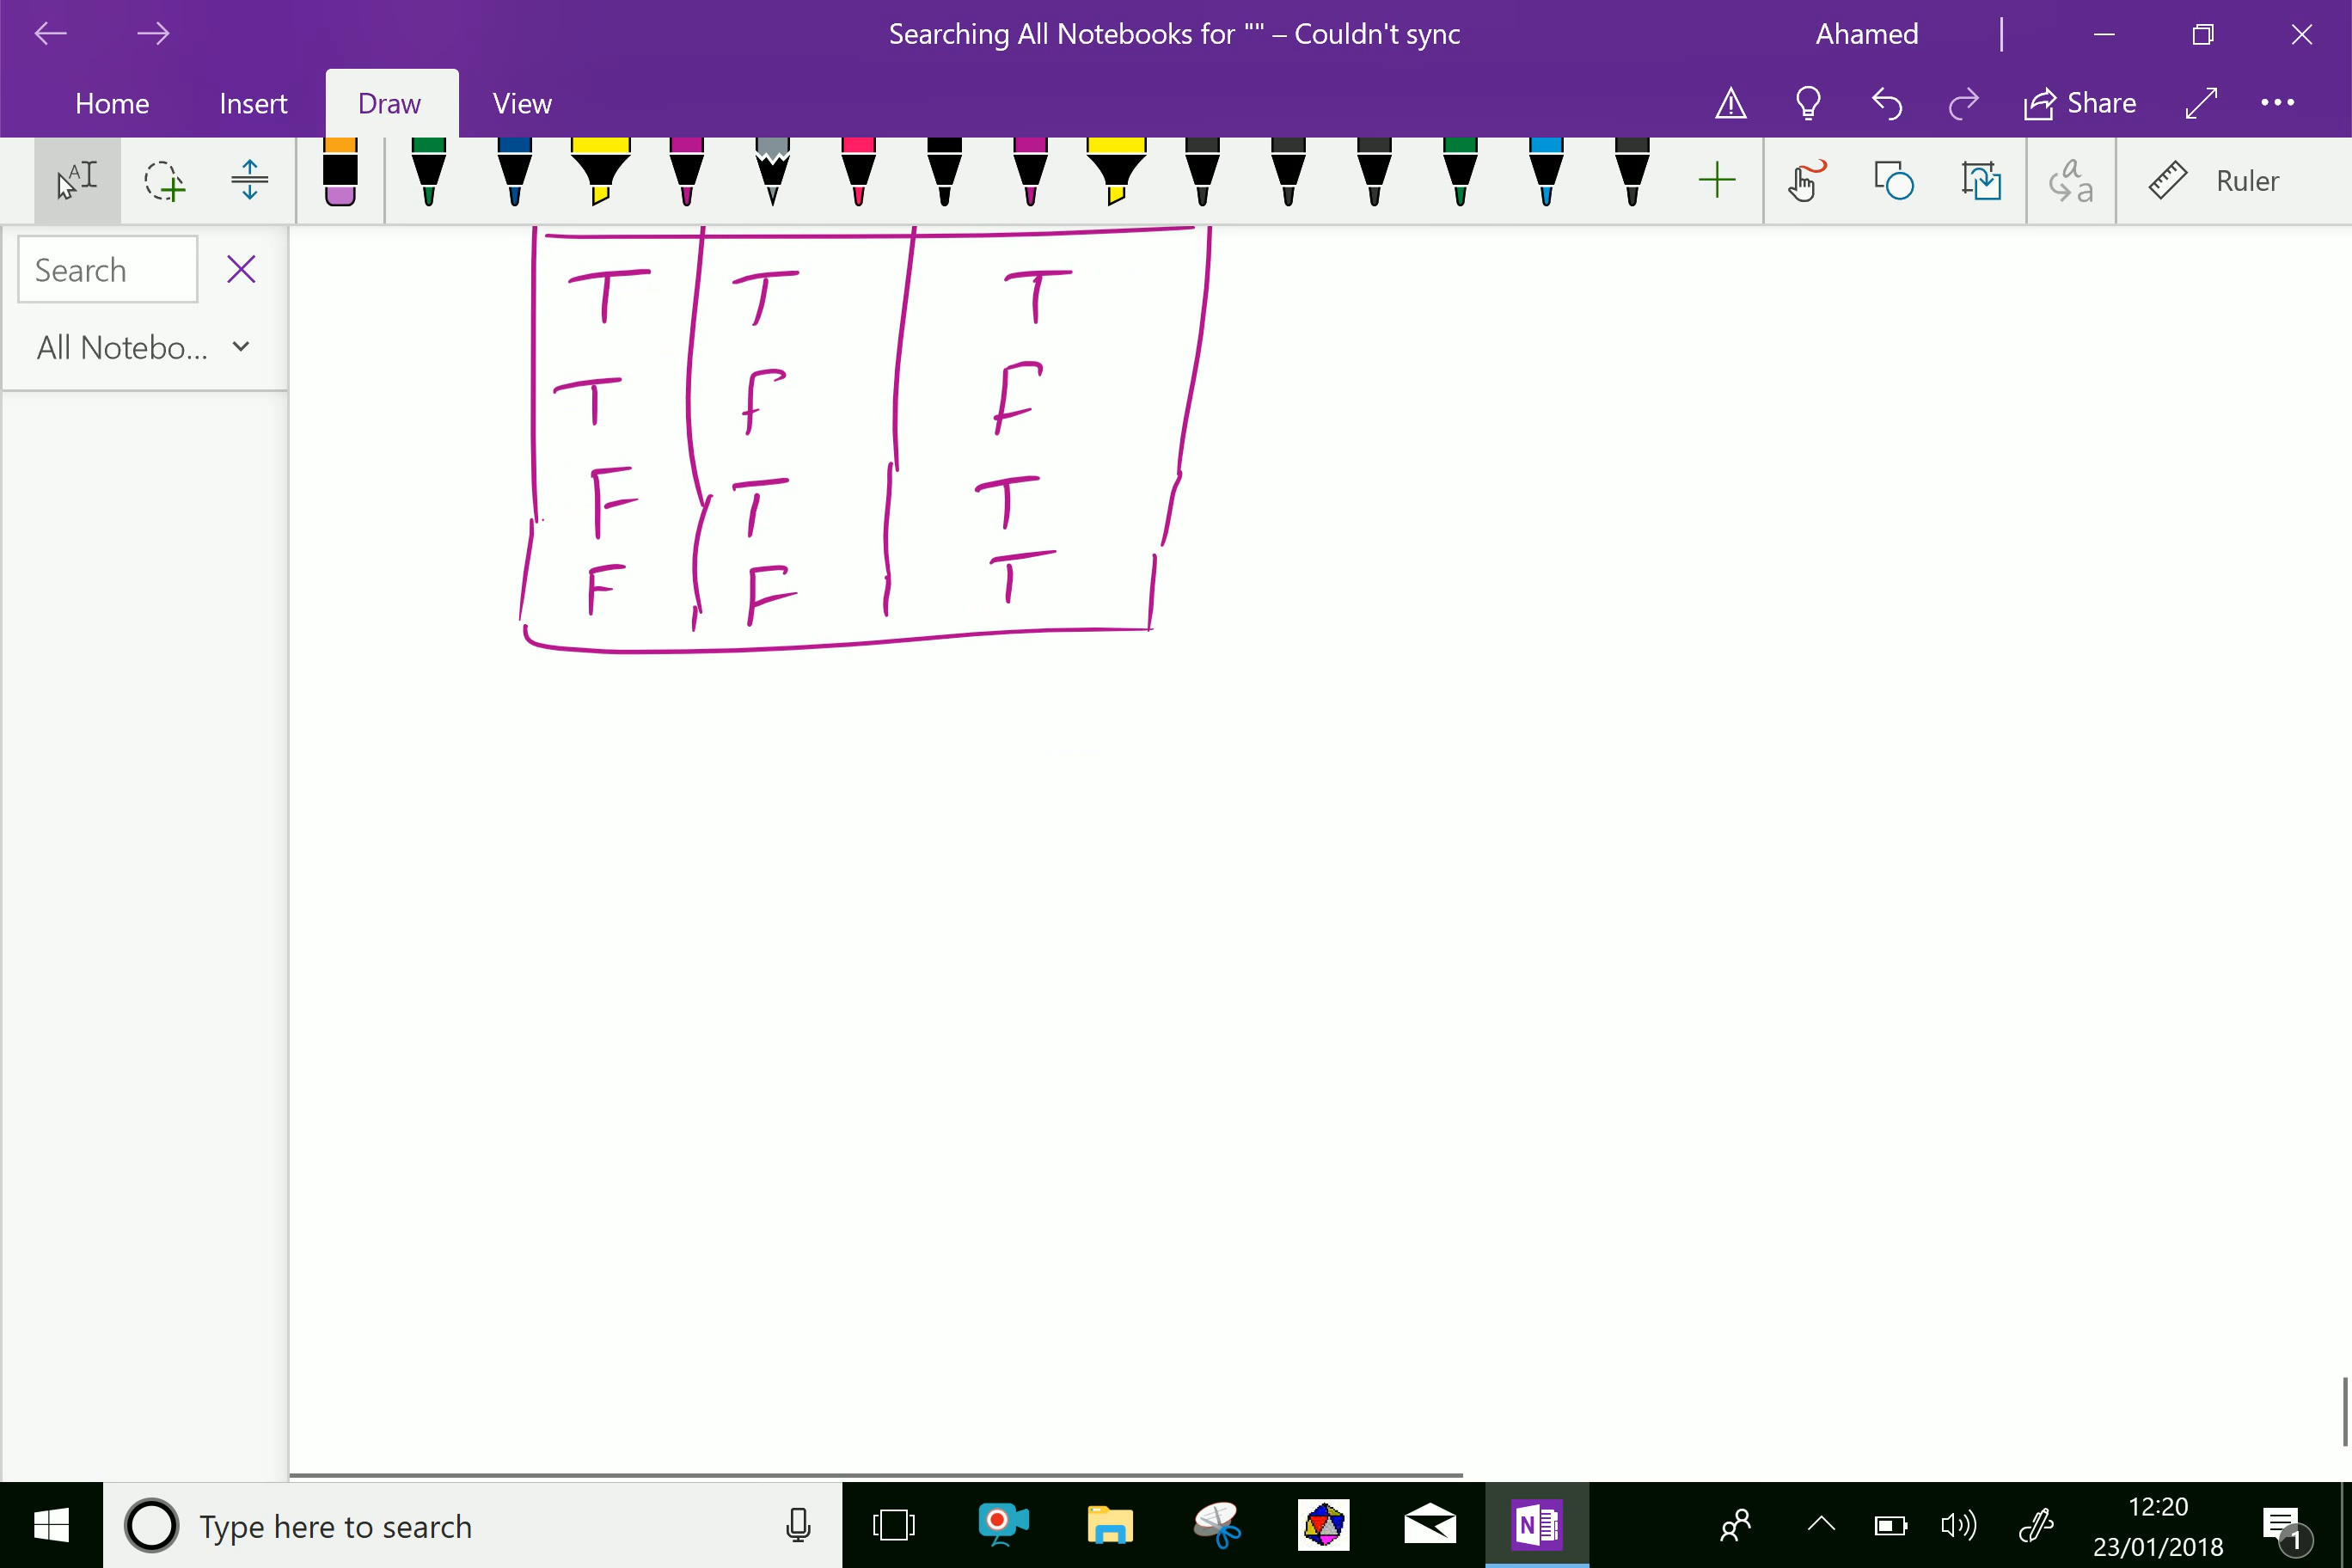 Searching All Notebooks for "" – Couldn't sync
Ahamed
Home Insert Draw View
Share
Ruler
Search
All Notebo...
T T T
T F F
F T T
F F T
Type here to search
12:20
23/01/2018
1